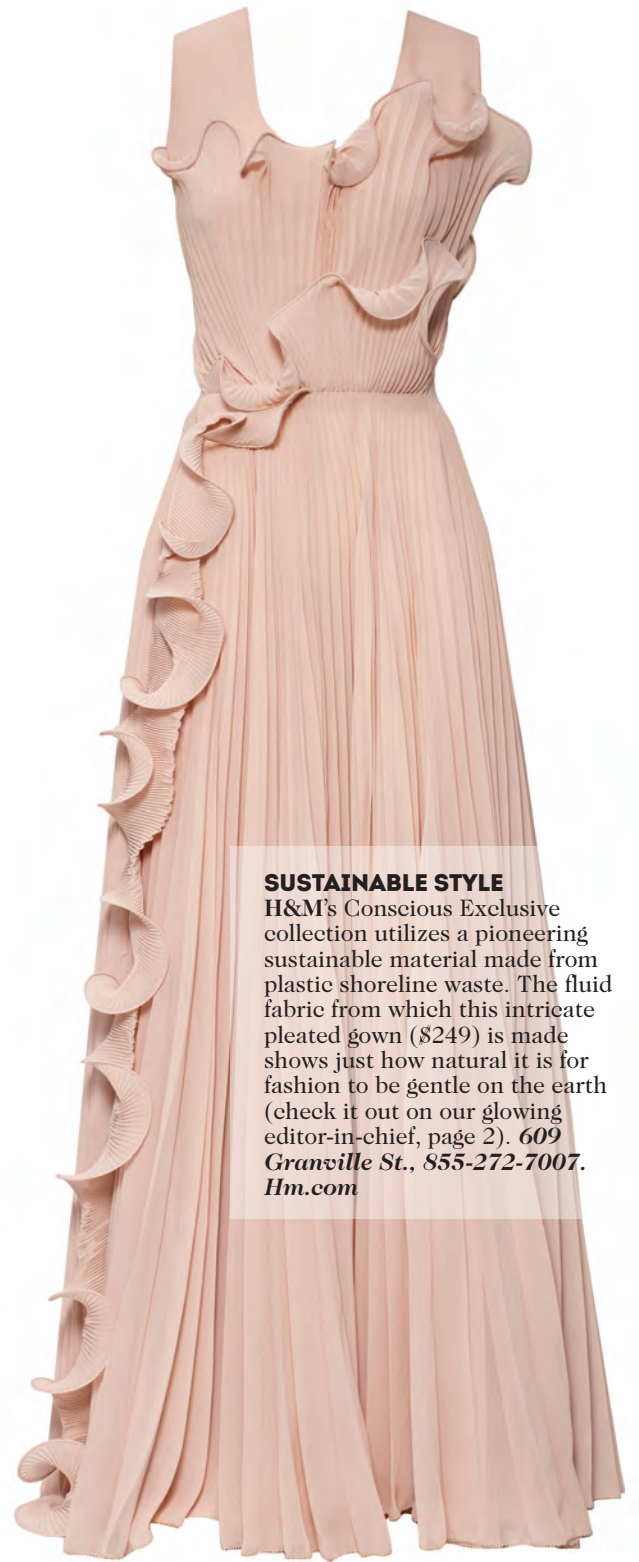 SUSTAINABLE STYLE
H&M's Conscious Exclusive
collection utilizes a pioneering
sustainable material made from
plastic shoreline waste. The fluid
fabric from which this intricate
pleated gown ($249) is made
shows just how natural it is for
fashion to be gentle on the earth
(check it out on our glowing
editor-in-chief, page 2). 609
Granville St., 855-272-7007.
Hm.com